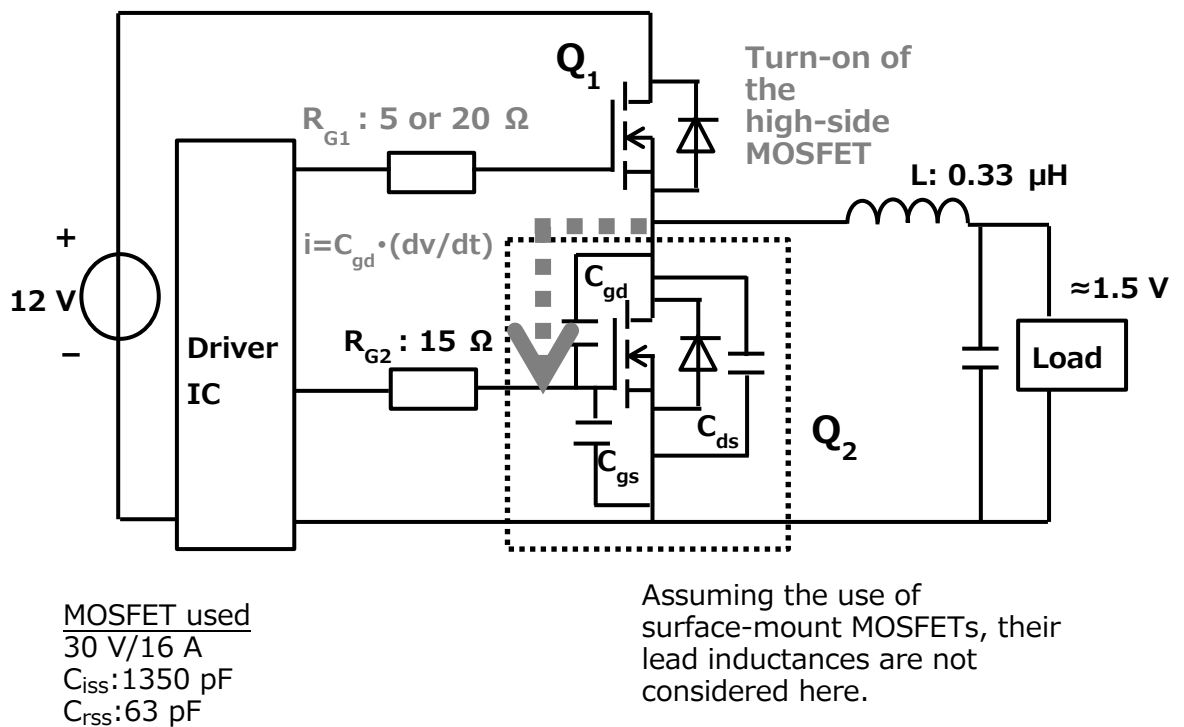 Q1
Turn-on of
the
high-side
MOSFET
RG1 : 5 or 20 Ω
L: 0.33 µH
+
12 V
−
i=Cgd·(dv/dt)
Cgd
≈1.5 V
Driver
IC
RG2 : 15 Ω
Load
Cds
Q2
Cgs
MOSFET used
30 V/16 A
Ciss:1350 pF
Crss:63 pF
Assuming the use of
surface-mount MOSFETs, their
lead inductances are not
considered here.